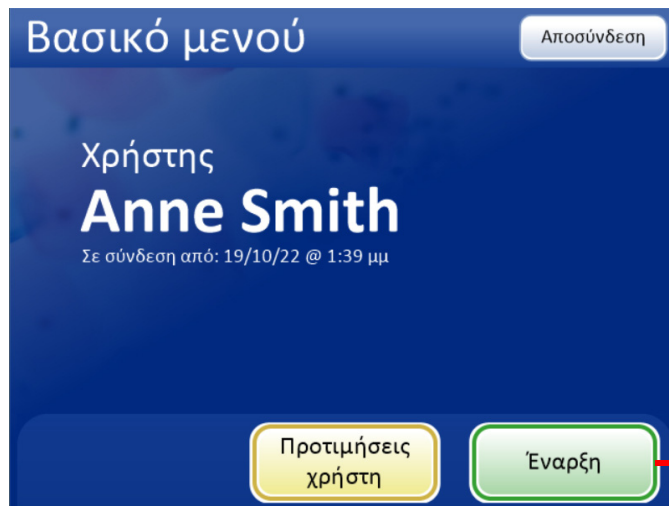 Βασικό μενού
Αποσύνδεση
Χρήστης
Anne Smith
Σε σύνδεση από: 19/10/22 @ 1:39 μμ
Προτιμήσεις
χρήστη
Έναρξη